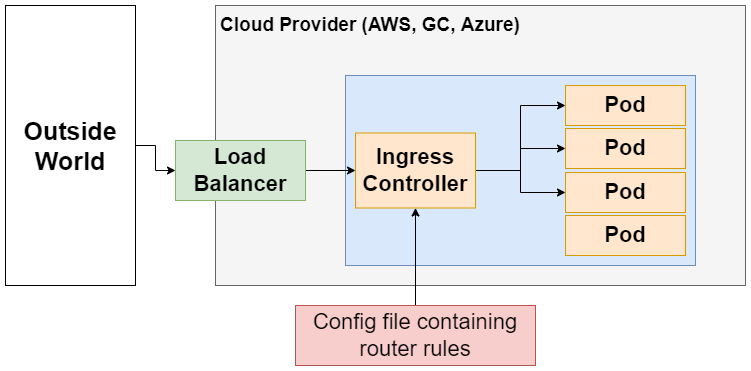 Cloud Provider (AWS, GC, Azure)
Outside
World
Load
Balancer
Ingress
Controller
Pod
Pod
Pod
Pod
Config file containing
router rules